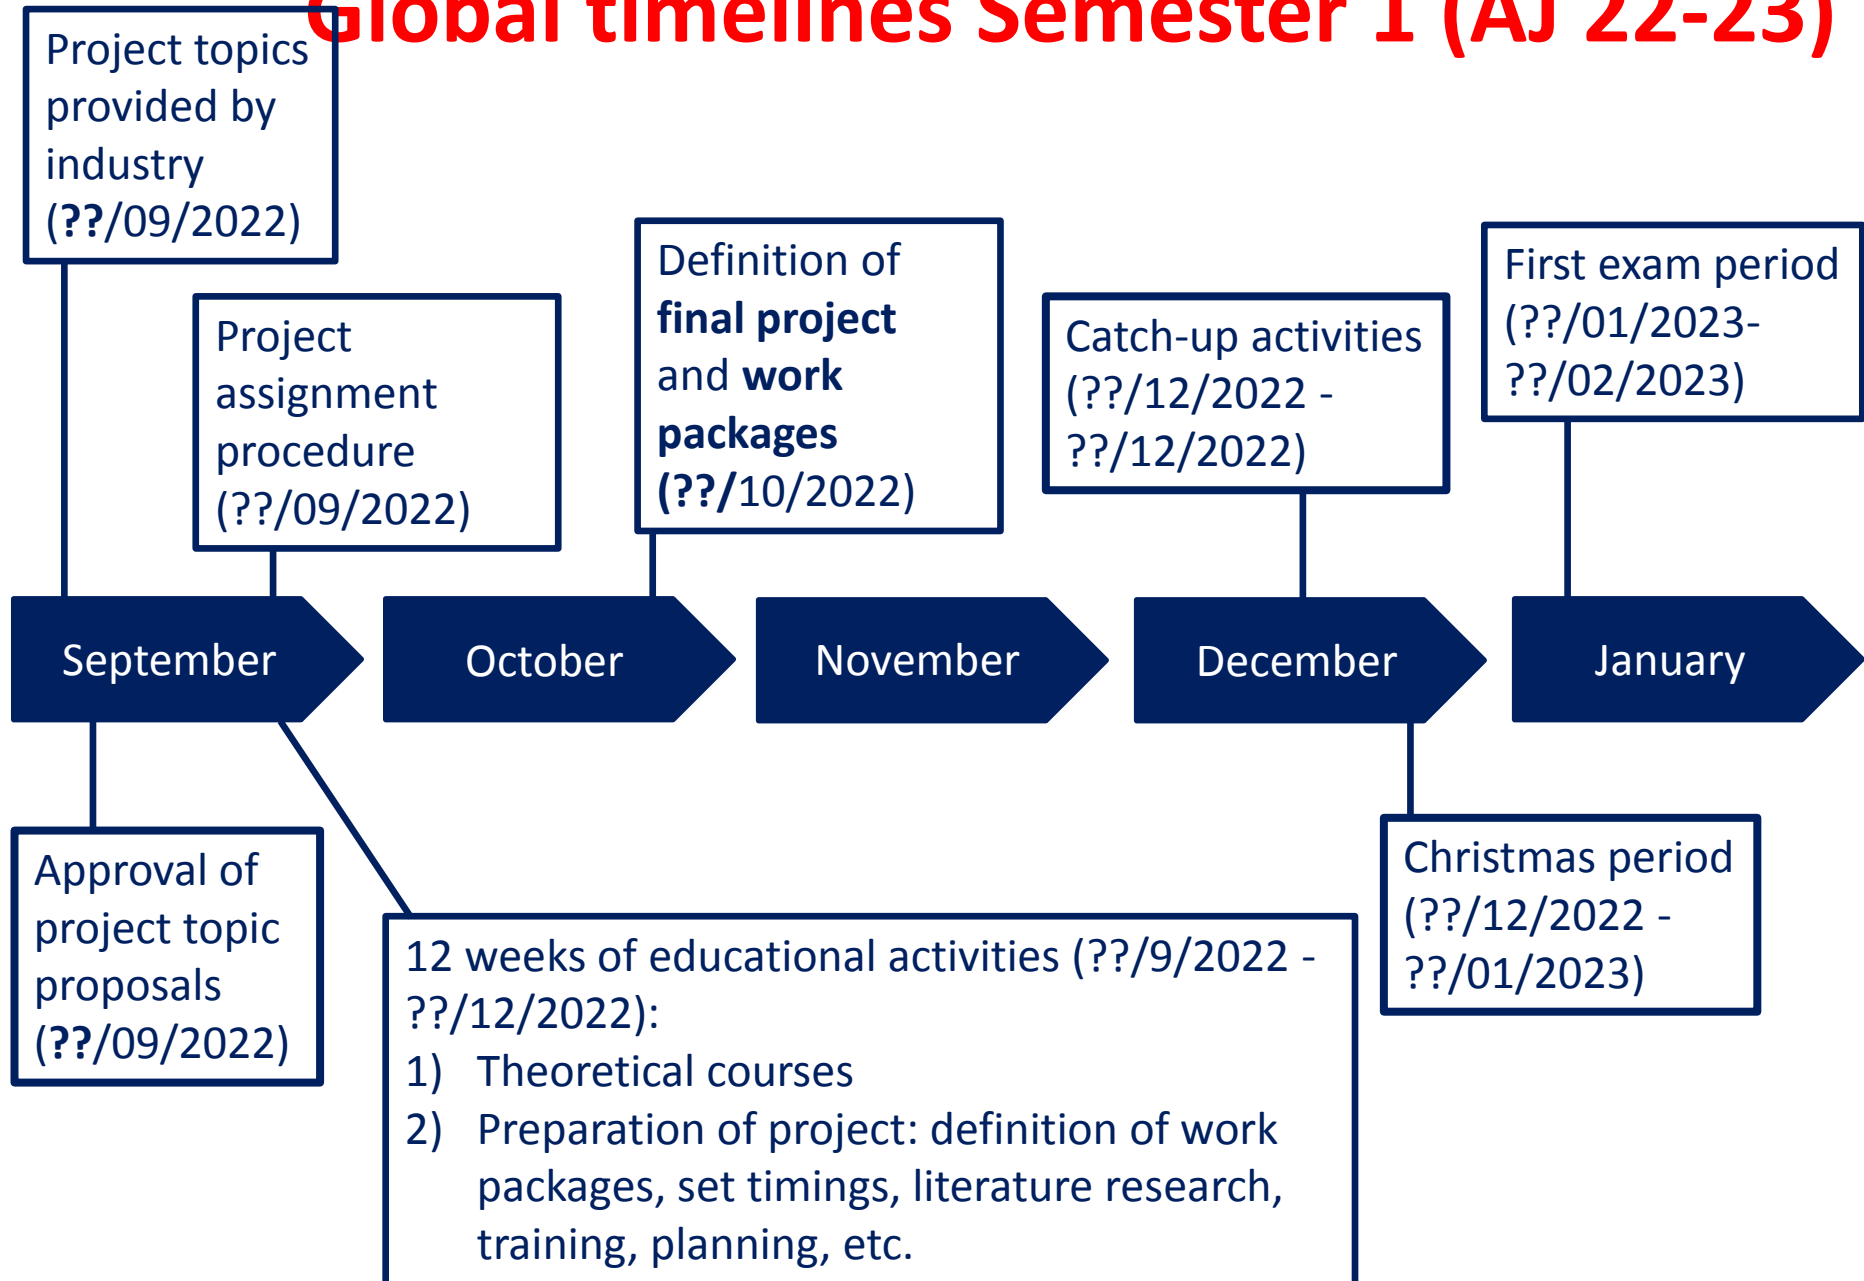 Global timelines Semester 1 (AJ 22-23)
Project topics
provided by
industry
(??/09/2022)
Project
assignment
procedure
(??/09/2022)
Definition of
final project
and work
packages
(??/10/2022)
Catch-up activities
(??/12/2022 -
??/12/2022)
First exam period
(??/01/2023-
??/02/2023)
September
October
November
December
January
Approval of
project topic
proposals
(??/09/2022)
12 weeks of educational activities (??/9/2022 -
??/12/2022):
1) Theoretical courses
2) Preparation of project: definition of work
packages, set timings, literature research,
training, planning, etc.
Christmas period
(??/12/2022 -
??/01/2023)